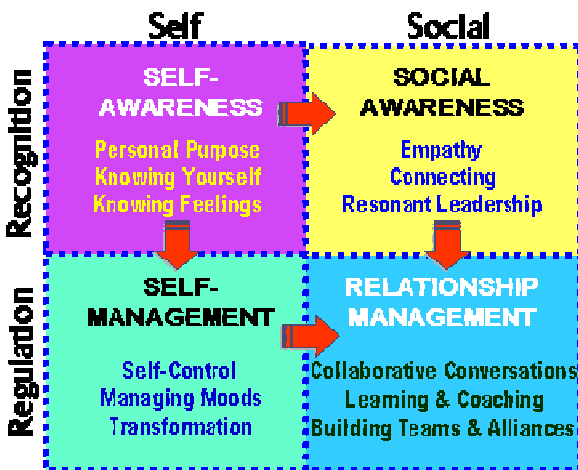 Self
Social
Recognition
SELF-
AWARENESS
Personal Purpose
Knowing Yourself
Knowing Feelings
SOCIAL
AWARENESS
Empathy
Connecting
Resonant Leadership
Regulation
SELF-
MANAGEMENT
Self-Control
Managing Moods
Transformation
RELATIONSHIP
MANAGEMENT
Collaborative Conversations
Learning & Coaching
Building Teams & Alliances